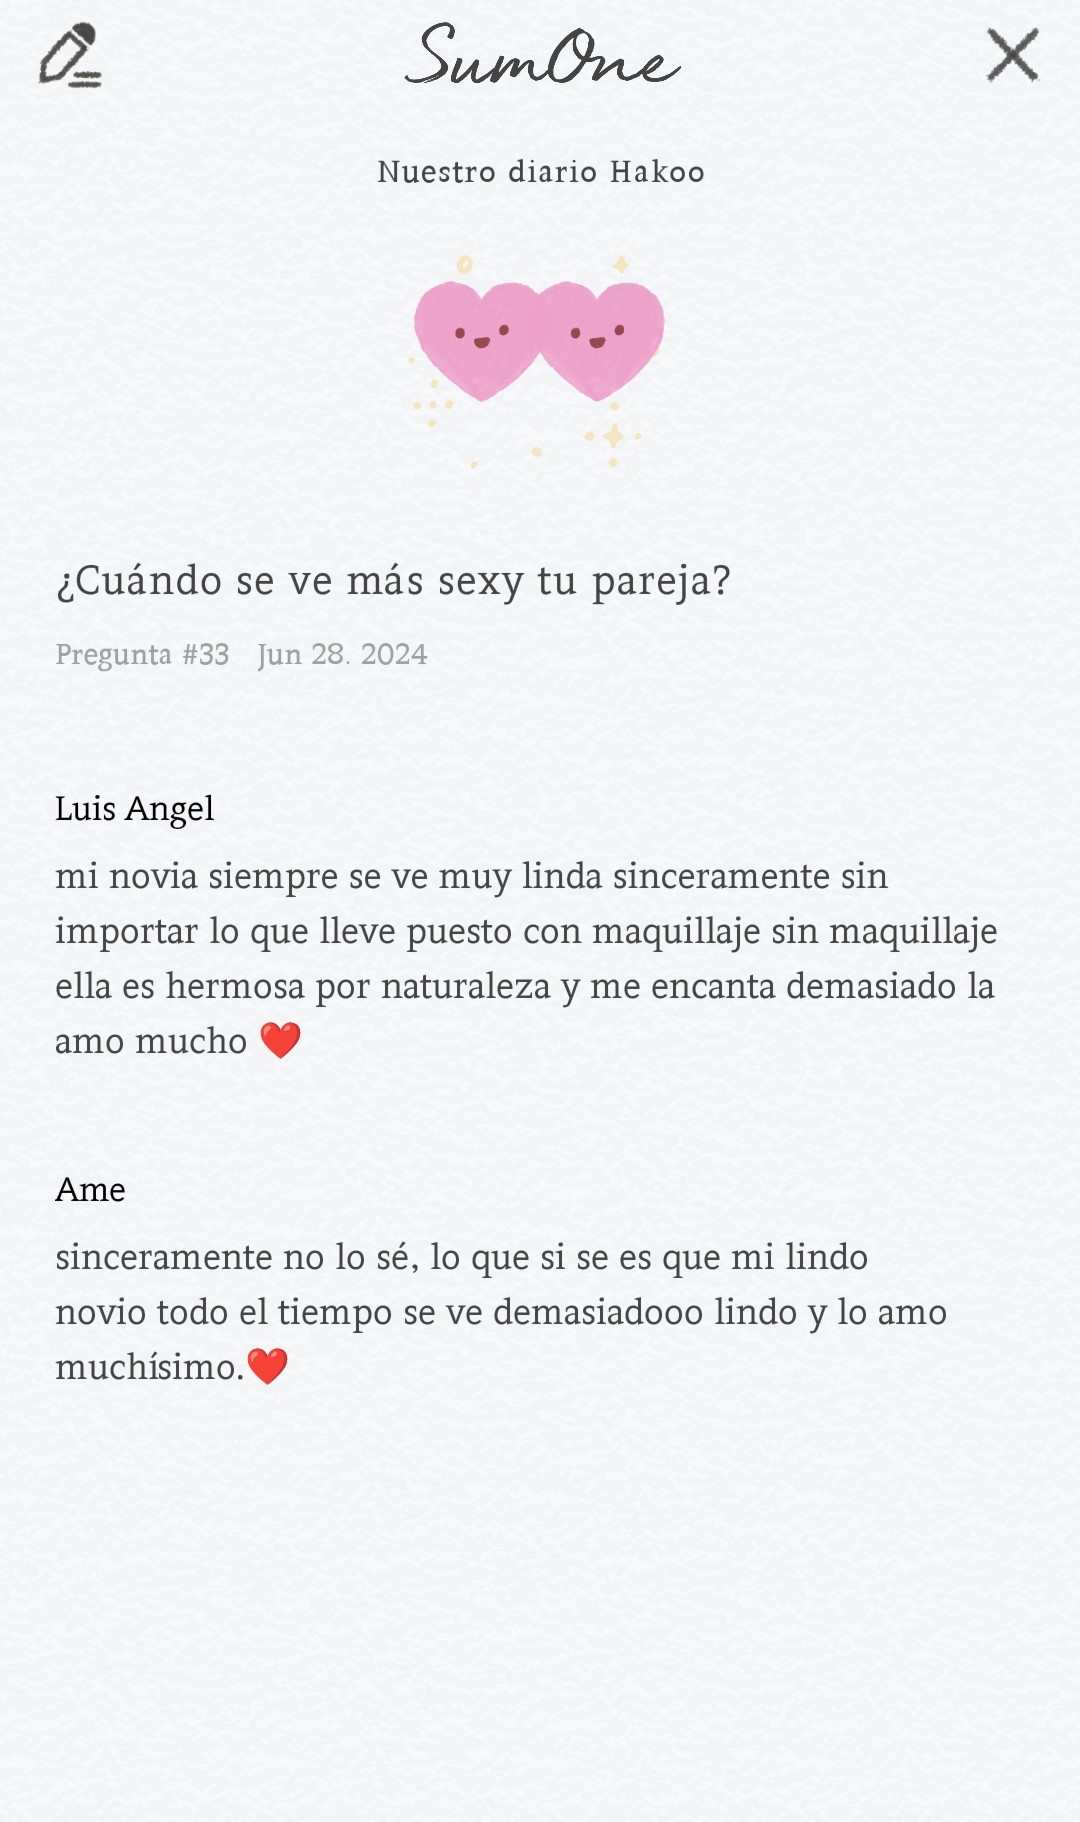 SumOne
Nuestro diario Hakoo
¿Cuándo se ve más sexy tu pareja?
Pregunta #33 Jun 28. 2024
Luis Angel
mi novia siempre se ve muy linda sinceramente sin
importar lo que lleve puesto con maquillaje sin maquillaje
ella es hermosa por naturaleza y me encanta demasiado la
amo mucho ❤️
Ame
sinceramente no lo sé, lo que si se es que mi lindo
novio todo el tiempo se ve demasiadooo lindo y lo amo
muchísimo.❤️